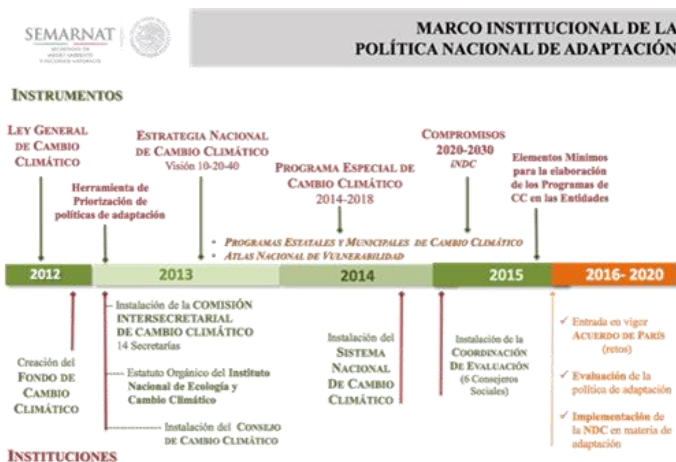 SEMARNAT
SECRETARÍA DE
MEDIO AMBIENTE
Y RECURSOS NATURALES
MARCO INSTITUCIONAL DE LA
POLÍTICA NACIONAL DE ADAPTACIÓN
INSTRUMENTOS
LEY GENERAL
DE CAMBIO
CLIMÁTICO
Herramienta de
Priorización de
políticas de adaptación
ESTRATEGIA NACIONAL
DE CAMBIO CLIMÁTICO
Visión 10-20-40
PROGRAMA ESPECIAL DE
CAMBIO CLIMÁTICO
2014-2018
COMPROMISOS
2020-2030
iNDC
Elementos Mínimos
para la elaboración
de los Programas de
CC en las Entidades
• PROGRAMAS ESTATALES Y MUNICIPALES DE CAMBIO CLIMÁTICO
• ATLAS NACIONAL DE VULNERABILIDAD
2012
2013
2014
2015
2016- 2020
Creación del
FONDO DE
CAMBIO
CLIMÁTICO
Instalación de la COMISIÓN
INTERSECRETARIAL
DE CAMBIO CLIMÁTICO
14 Secretarías
Estatuto Orgánico del Instituto
Nacional de Ecología y
Cambio Climático
Instalación del CONSEJO
DE CAMBIO CLIMÁTICO
Instalación del
SISTEMA
NACIONAL
DE CAMBIO
CLIMÁTICO
Instalación de la
COORDINACIÓN
DE EVALUACIÓN
(6 Consejeros
Sociales)
✓ Entrada en vigor
ACUERDO DE PARÍS
(retos)
✓ Evaluación de la
política de adaptación
✓ Implementación de
la NDC en materia de
adaptación
INSTITUCIONES